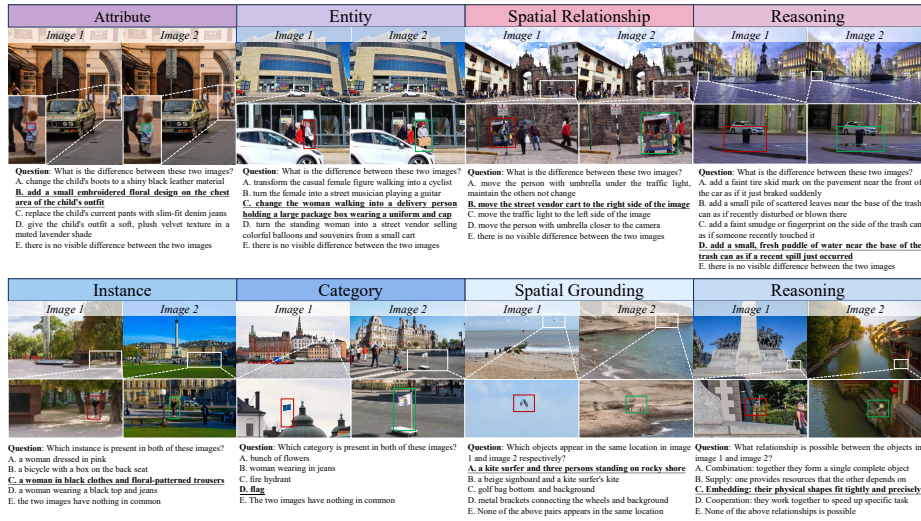 Attribute
Image 1 Image 2
Question: What is the difference between these two images?
A. change the child's boots to a shiny black leather material
B. add a small embroidered floral design on the chest
area of the child's outfit
C. replace the child's current pants with slim-fit denim jeans
D. give the child's outfit a soft, plush velvet texture in a
muted lavender shade
E. there is no visible difference between the two images
Entity
Image 1 Image 2
Question: What is the difference between these two images?
A. transform the casual female figure walking into a cyclist
B. turn the female into a street musician playing a guitar
C. change the woman walking into a delivery person
holding a large package box wearing a uniform and cap
D. turn the standing woman into a street vendor selling
colorful balloons and souvenirs from a small cart
E. there is no visible difference between the two images
Spatial Relationship
Image 1 Image 2
Question: What is the difference between these two images?
A. move the person with umbrella under the traffic light,
maintain the others not change
B. move the street vendor cart to the right side of the image
C. move the traffic light to the left side of the image
D. move the person with umbrella closer to the camera
E. there is no visible difference between the two images
Reasoning
Image 1 Image 2
Question: What is the difference between these two images?
A. add a faint tire skid mark on the pavement near the front of
the car as if it just braked suddenly
B. add a small pile of scattered leaves near the base of the trash
can as if recently disturbed or blown there
C. add a faint smudge or fingerprint on the side of the trash can
as if someone recently touched it
D. add a small, fresh puddle of water near the base of the
trash can as if a recent spill just occurred
E. there is no visible difference between the two images
Instance
Image 1 Image 2
Question: Which instance is present in both of these images?
A. a woman dressed in pink
B. a bicycle with a box on the back seat
C. a woman in black clothes and floral-patterned trousers
D. a woman wearing a black top and jeans
E. the two images have nothing in common
Category
Image 1 Image 2
Question: Which category is present in both of these images?
A. bunch of flowers
B. woman wearing in jeans
C. fire hydrant
D. flag
E. The two images have nothing in common
Spatial Grounding
Image 1 Image 2
Question: Which objects appear in the same location in image
1 and image 2 respectively?
A. a kite surfer and three persons standing on rocky shore
B. a beige signboard and a kite surfer's kite
C. golf bag bottom and background
D. metal brackets connecting the wheels and background
E. None of the above pairs appears in the same location
Reasoning
Image 1 Image 2
Question: What relationship is possible between the objects in
image 1 and image 2?
A. Combination: together they form a single complete object
B. Supply: one provides resources that the other depends on
C. Embedding: their physical shapes fit tightly and precisely
D. Cooperation: they work together to speed up specific task
E. None of the above relationships is possible